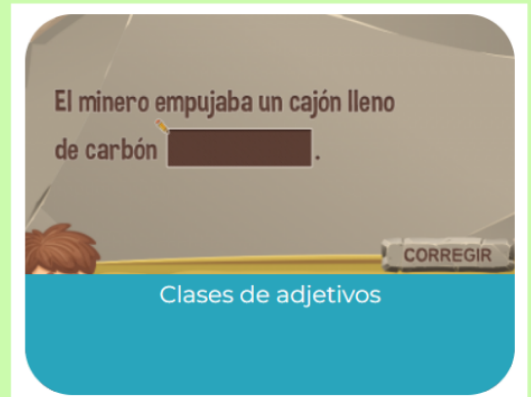 El minero empujaba un cajón lleno
de carbón .
CORREGIR
Clases de adjetivos